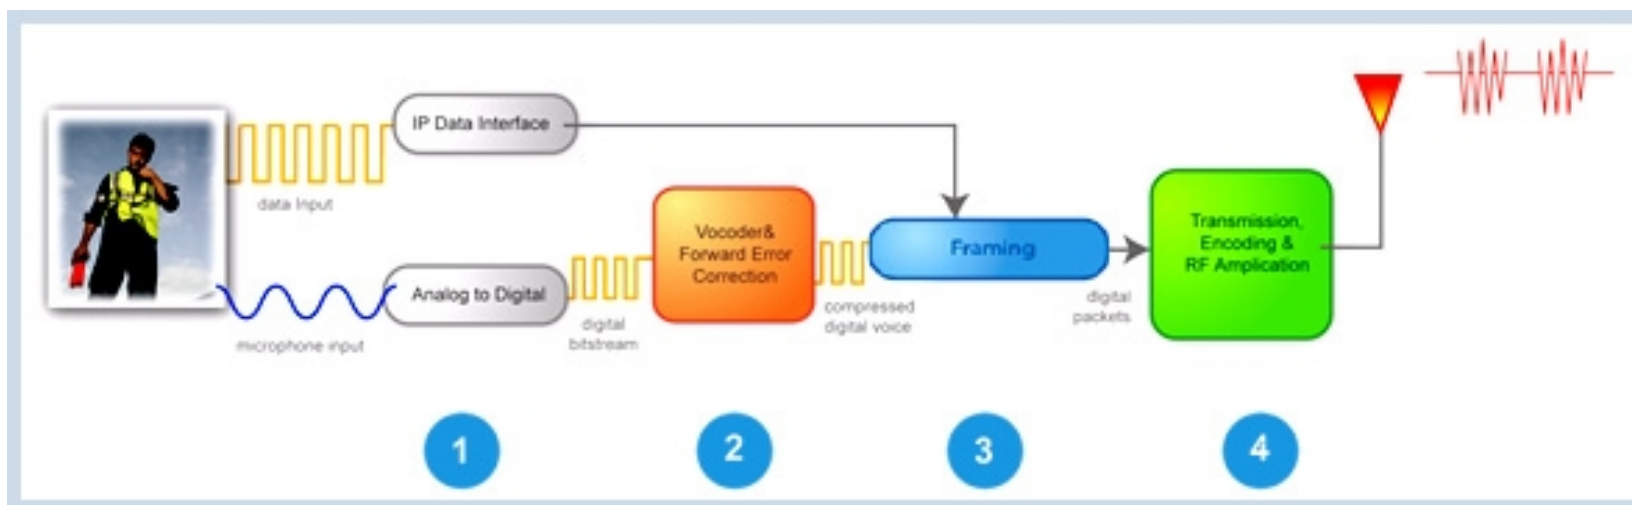 IP Data Interface
data Input
Analog to Digital
microphone input
digital
bitstream
Vocoder&
Forward Error
Correction
compressed
digital voice
Framing
digital
packets
Transmission,
Encoding &
RF Amplication
1
2
3
4